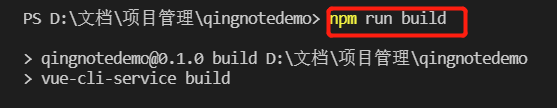 PS D:\文档\项目管理\qingnotedemo> npm run build
> qingnotedemo@0.1.0 build D:\文档\项目管理\qingnotedemo
> vue-cli-service build